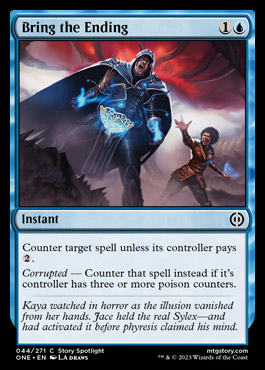 Bring the Ending 1
Instant
Counter target spell unless its controller pays
2.
Corrupted — Counter that spell instead if it's
controller has three or more poison counters.
Kaya watched in horror as the illusion vanished
from her hands. Jace held the real Sylex—and
had activated it before phyresis claimed his mind.
044/271 C Story Spotlight mtgstory.com
ONE • EN LA DRAWS ™ & © 2023 Wizards of the Coast